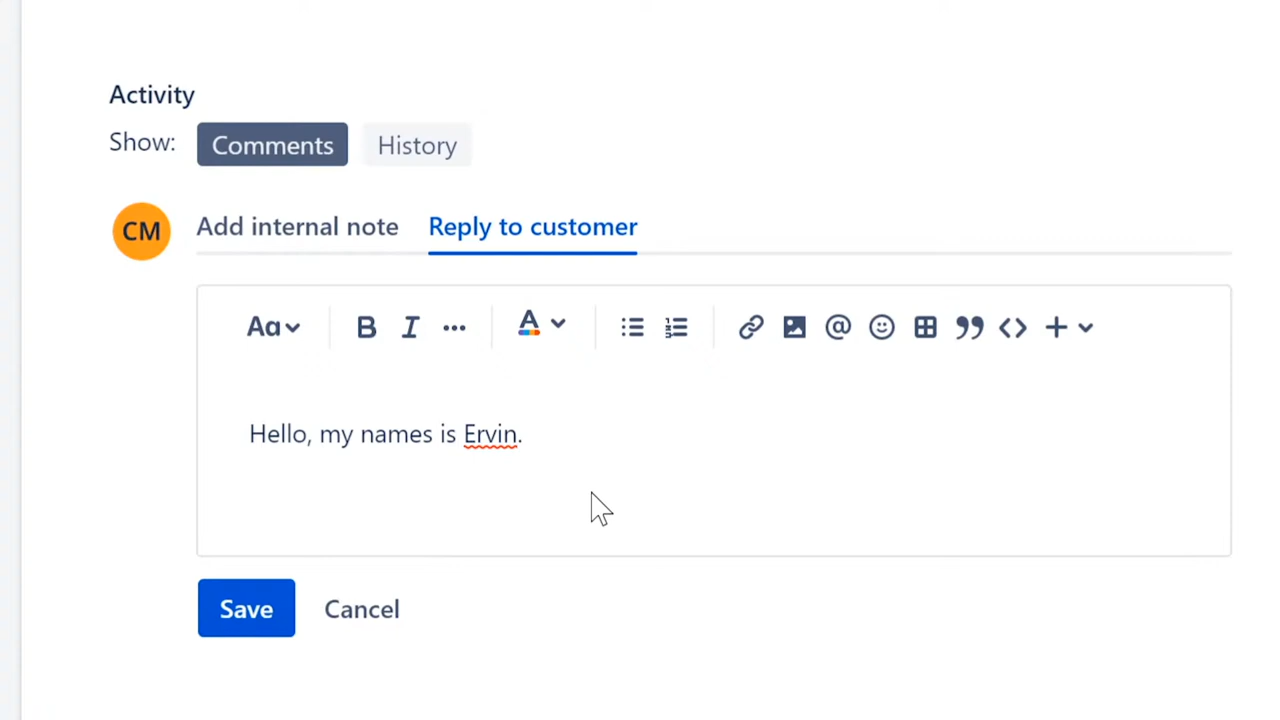 Activity
Show: Comments History
CM Add internal note Reply to customer
Aa B I ... A @
Hello, my names is Ervin.
Save Cancel